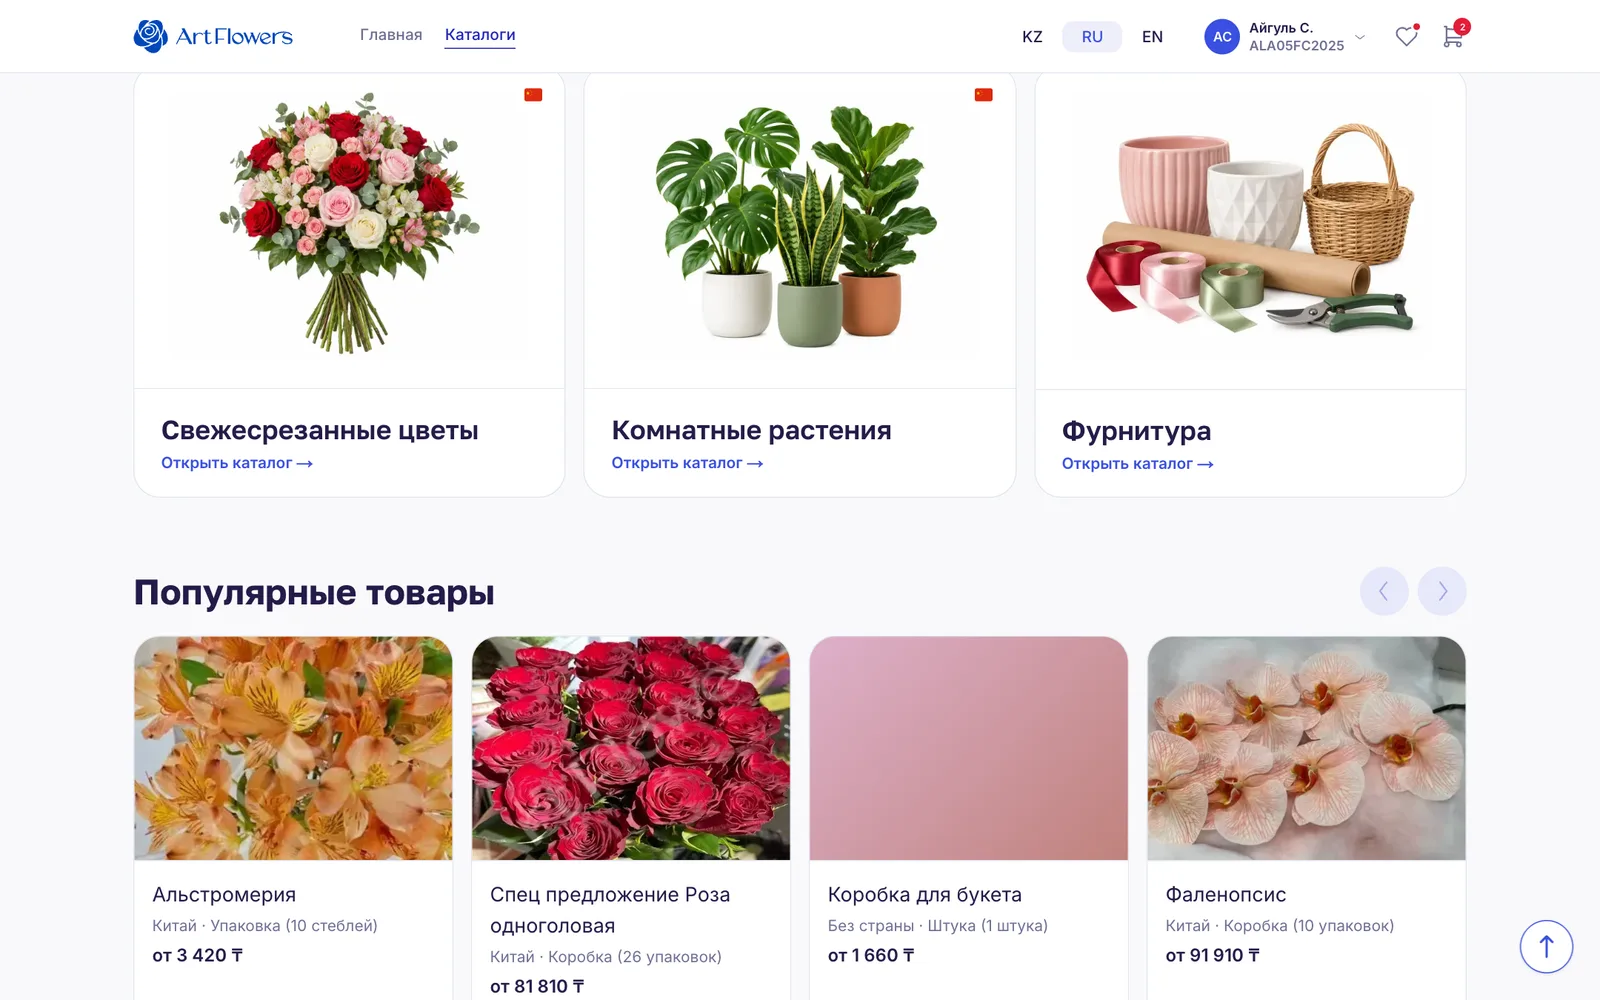 ArtFlowers
Главная
Каталоги
KZ
RU
EN
АС
Айгуль С.
ALA05FC2025
2
Свежесрезанные цветы
Открыть каталог →
Комнатные растения
Открыть каталог →
Фурнитура
Открыть каталог →
Популярные товары
Альстромерия
Китай · Упаковка (10 стеблей)
от 3 420 ₸
Спец предложение Роза
одноголовая
Китай · Коробка (26 упаковок)
от 81 810 ₸
Коробка для букета
Без страны · Штука (1 штука)
от 1 660 ₸
Фаленопсис
Китай · Коробка (10 упаковок)
от 91 910 ₸